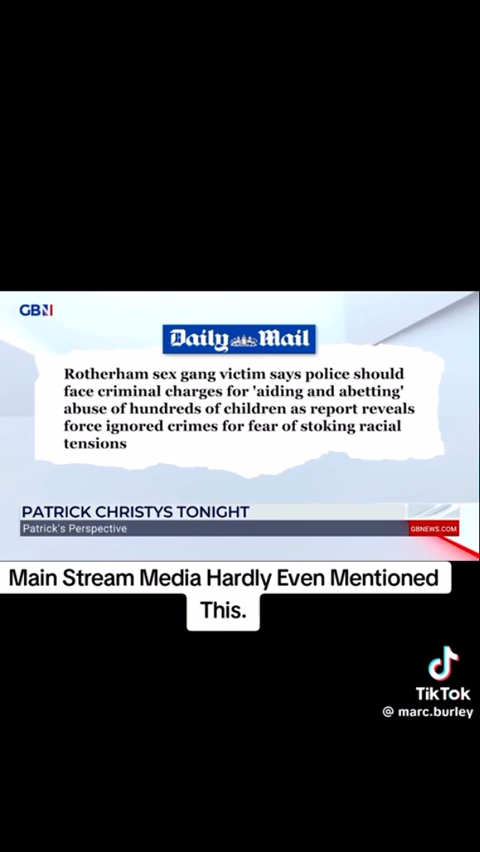 GBN
Daily Mail
Rotherham sex gang victim says police should
face criminal charges for 'aiding and abetting'
abuse of hundreds of children as report reveals
force ignored crimes for fear of stoking racial
tensions
PATRICK CHRISTYS TONIGHT
Patrick's Perspective
GBNEWS.COM
Main Stream Media Hardly Even Mentioned
This.
TikTok
@ marc.burley